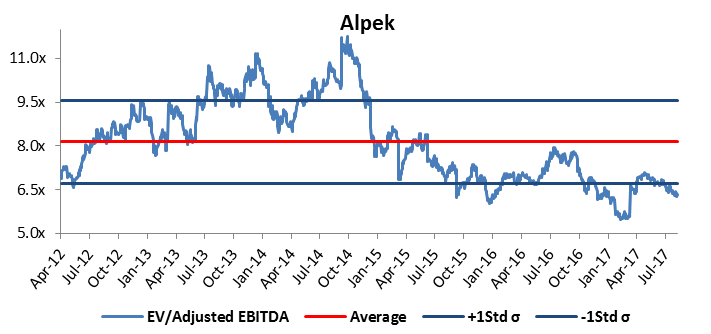 Alpek
11.0x
9.5x
8.0x
6.5x
5.0x
Apr-12 Jul-12 Oct-12 Jan-13 Apr-13 Jul-13 Oct-13 Jan-14 Apr-14 Jul-14 Oct-14 Jan-15 Apr-15 Jul-15 Oct-15 Jan-16 Apr-16 Jul-16 Oct-16 Jan-17 Apr-17 Jul-17
EV/Adjusted EBITDA Average +1Std σ -1Std σ